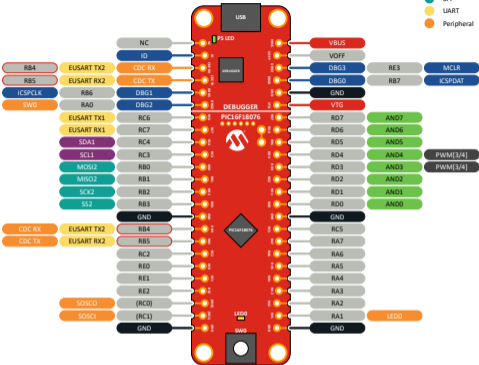 UART
Peripheral
USB
PS LED
NC
VBUS
ID
VOFF
RB4 EUSART TX2 CDC RX
DBG3 RE3 MCLR
RB5 EUSART RX2 CDC TX
DBG0 RB7 ICSPDAT
ICSPCLK RB6 DBG1
GND
SW0 RA0 DBG2
DEBUGGER
VTG
EUSART TX1 RC6
PIC16F18076
RD7 AND7
EUSART RX1 RC7
RD6 AND6
SDA1 RC4
RD5 AND5
SCL1 RC3
RD4 AND4 PWM[3/4]
MOSI2 RB0
RD3 AND3 PWM[3/4]
MISO2 RB1
RD2 AND2
SCK2 RB2
RD1 AND1
SS2 RB3
RD0 AND0
GND
GND
CDC RX EUSART TX2 RB4
PIC16F18076
RC5
CDC TX EUSART RX2 RB5
RA7
RC2
RA6
RE0
RA5
RE1
RA4
RE2
RA3
SOSCO (RC0)
RA2
SOSCI (RC1)
LED0
RA1 LED0
GND
SW0
GND